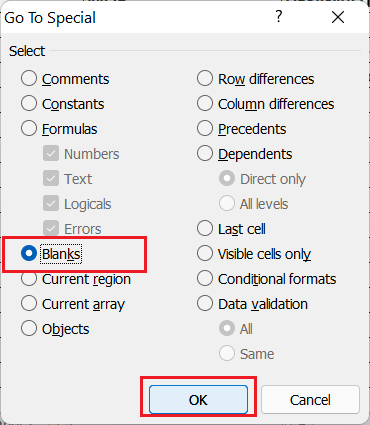 Go To Special
Select
Comments
Constants
Formulas
Numbers
Text
Logicals
Errors
Blanks
Current region
Current array
Objects
Row differences
Column differences
Precedents
Dependents
Direct only
All levels
Last cell
Visible cells only
Conditional formats
Data validation
All
Same
OK
Cancel